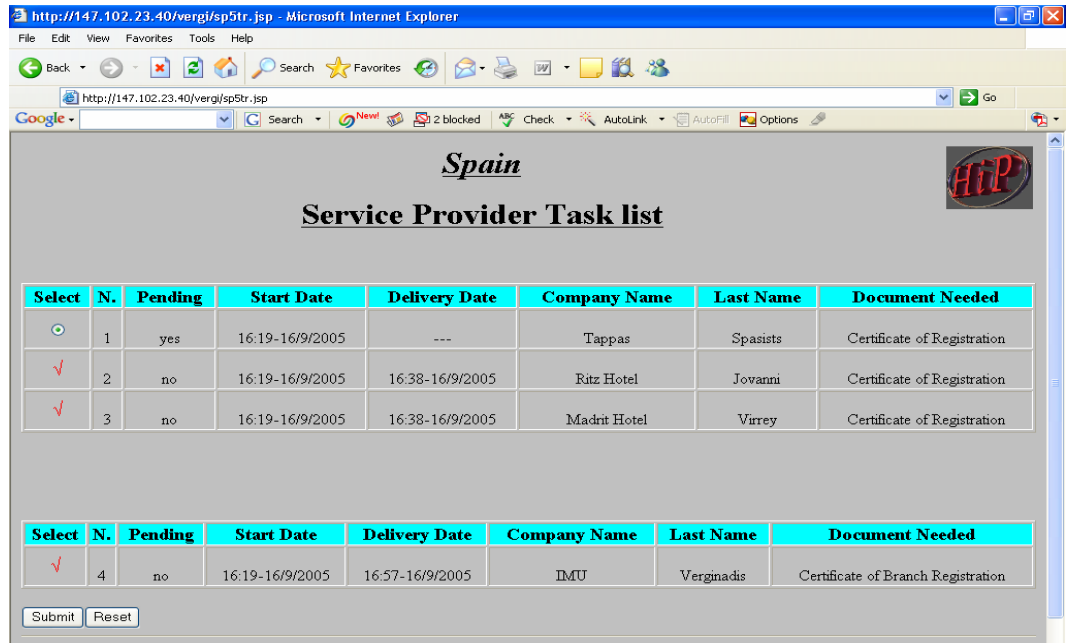 http://147.102.23.40/vergi/sp5tr.jsp - Microsoft Internet Explorer
File Edit View Favorites Tools Help
Back Search Favorites
http://147.102.23.40/vergi/sp5tr.jsp Go
Google Search New! 2 blocked ABC Check AutoLink AutoFill Options
Spain
HiP
Service Provider Task list
Select N. Pending Start Date Delivery Date Company Name Last Name Document Needed
1 yes 16:19-16/9/2005 --- Tappas Spasists Certificate of Registration
√ 2 no 16:19-16/9/2005 16:38-16/9/2005 Ritz Hotel Jovanni Certificate of Registration
√ 3 no 16:19-16/9/2005 16:38-16/9/2005 Madrit Hotel Virrey Certificate of Registration
Select N. Pending Start Date Delivery Date Company Name Last Name Document Needed
√ 4 no 16:19-16/9/2005 16:57-16/9/2005 IMU Verginadis Certificate of Branch Registration
Submit Reset